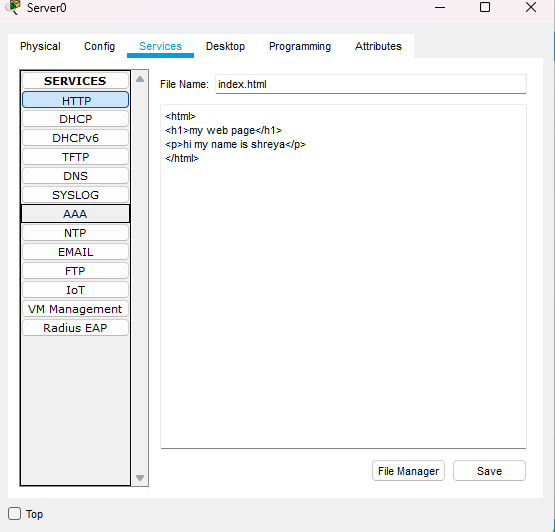 Server0
Physical Config Services Desktop Programming Attributes
SERVICES
HTTP
DHCP
DHCPv6
TFTP
DNS
SYSLOG
AAA
NTP
EMAIL
FTP
IoT
VM Management
Radius EAP
File Name: index.html
<html>
<h1>my web page</h1>
<p>hi my name is shreya</p>
</html>
File Manager Save
Top